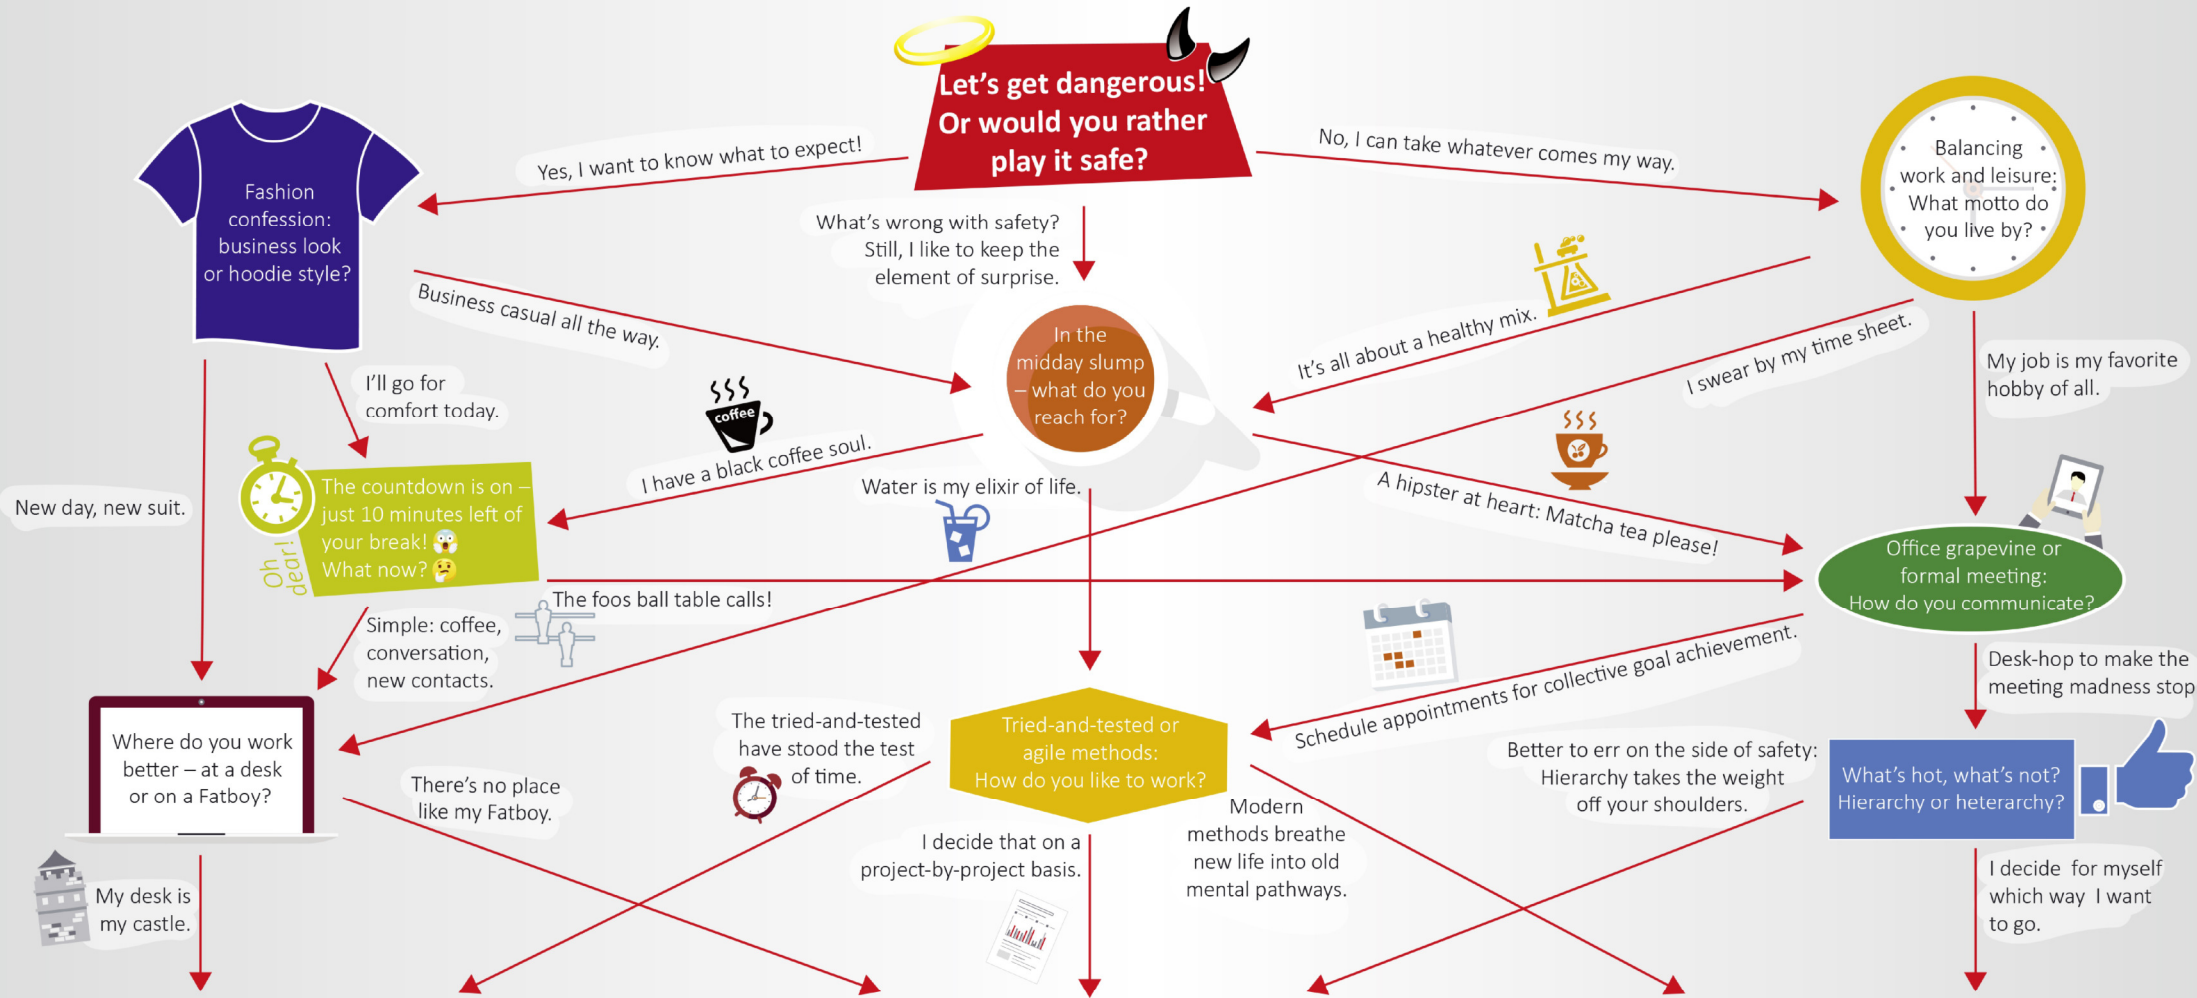 Let's get dangerous!
Or would you rather
play it safe?
Yes, I want to know what to expect!
No, I can take whatever comes my way.
What's wrong with safety?
Still, I like to keep the
element of surprise.
Fashion
confession:
business look
or hoodie style?
Balancing
work and leisure:
What motto do
you live by?
Business casual all the way.
It's all about a healthy mix.
I swear by my time sheet.
My job is my favorite
hobby of all.
In the
midday slump
– what do you
reach for?
I'll go for
comfort today.
New day, new suit.
coffee
I have a black coffee soul.
Water is my elixir of life.
A hipster at heart: Matcha tea please!
Oh
dear!
The countdown is on –
just 10 minutes left of
your break! 😱
What now? 🤔
Office grapevine or
formal meeting:
How do you communicate?
The foos ball table calls!
Simple: coffee,
conversation,
new contacts.
Schedule appointments for collective goal achievement.
Desk-hop to make the
meeting madness stop
Where do you work
better – at a desk
or on a Fatboy?
Tried-and-tested or
agile methods:
How do you like to work?
What's hot, what's not?
Hierarchy or heterarchy?
There's no place
like my Fatboy.
The tried-and-tested
have stood the test
of time.
Better to err on the side of safety:
Hierarchy takes the weight
off your shoulders.
My desk is
my castle.
I decide that on a
project-by-project basis.
Modern
methods breathe
new life into old
mental pathways.
I decide for myself
which way I want
to go.